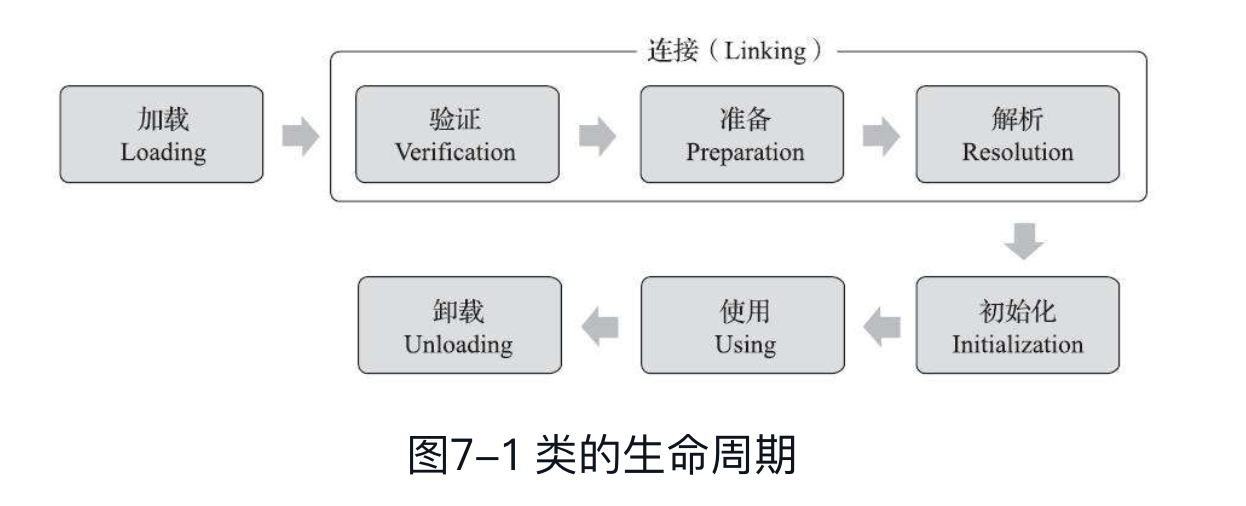 连接（Linking）
加载
Loading
验证
Verification
准备
Preparation
解析
Resolution
卸载
Unloading
使用
Using
初始化
Initialization
图7–1 类的生命周期